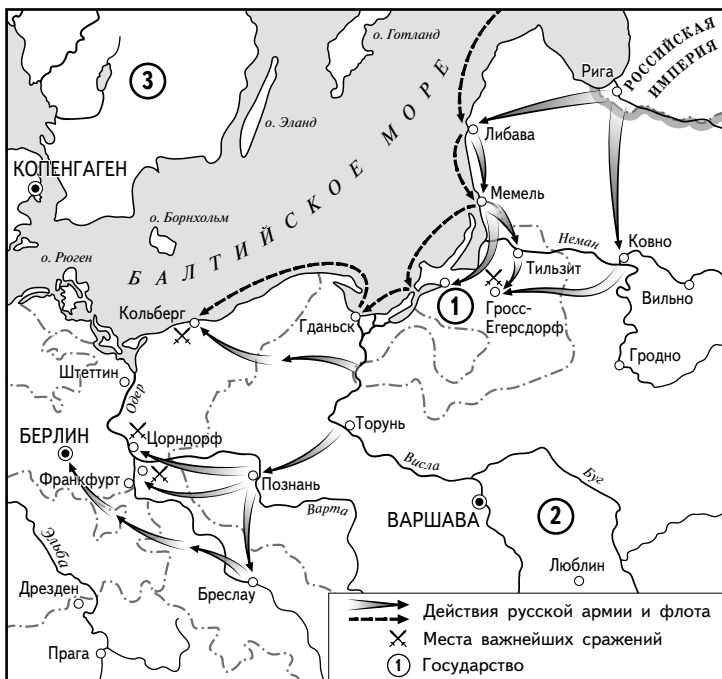 о. Готланд
3
Рига
РОССИЙСКАЯ
ИМПЕРИЯ
о. Эланд
Либава
КОПЕНГАГЕН
БАЛТИЙСКОЕ МОРЕ
Мемель
о. Борнхольм
Неман
Ковно
о. Рюген
Тильзит
Вильно
Кольберг
Гданьск
1
Гросс-
Егерсдорф
Штеттин
Гродно
Одер
БЕРЛИН
Цорндорф
Торунь
Висла
Буг
Франкфурт
Познань
Варта
ВАРШАВА
2
Эльба
Люблин
Дрезден
Бреслау
Прага
Действия русской армии и флота
Места важнейших сражений
1 Государство